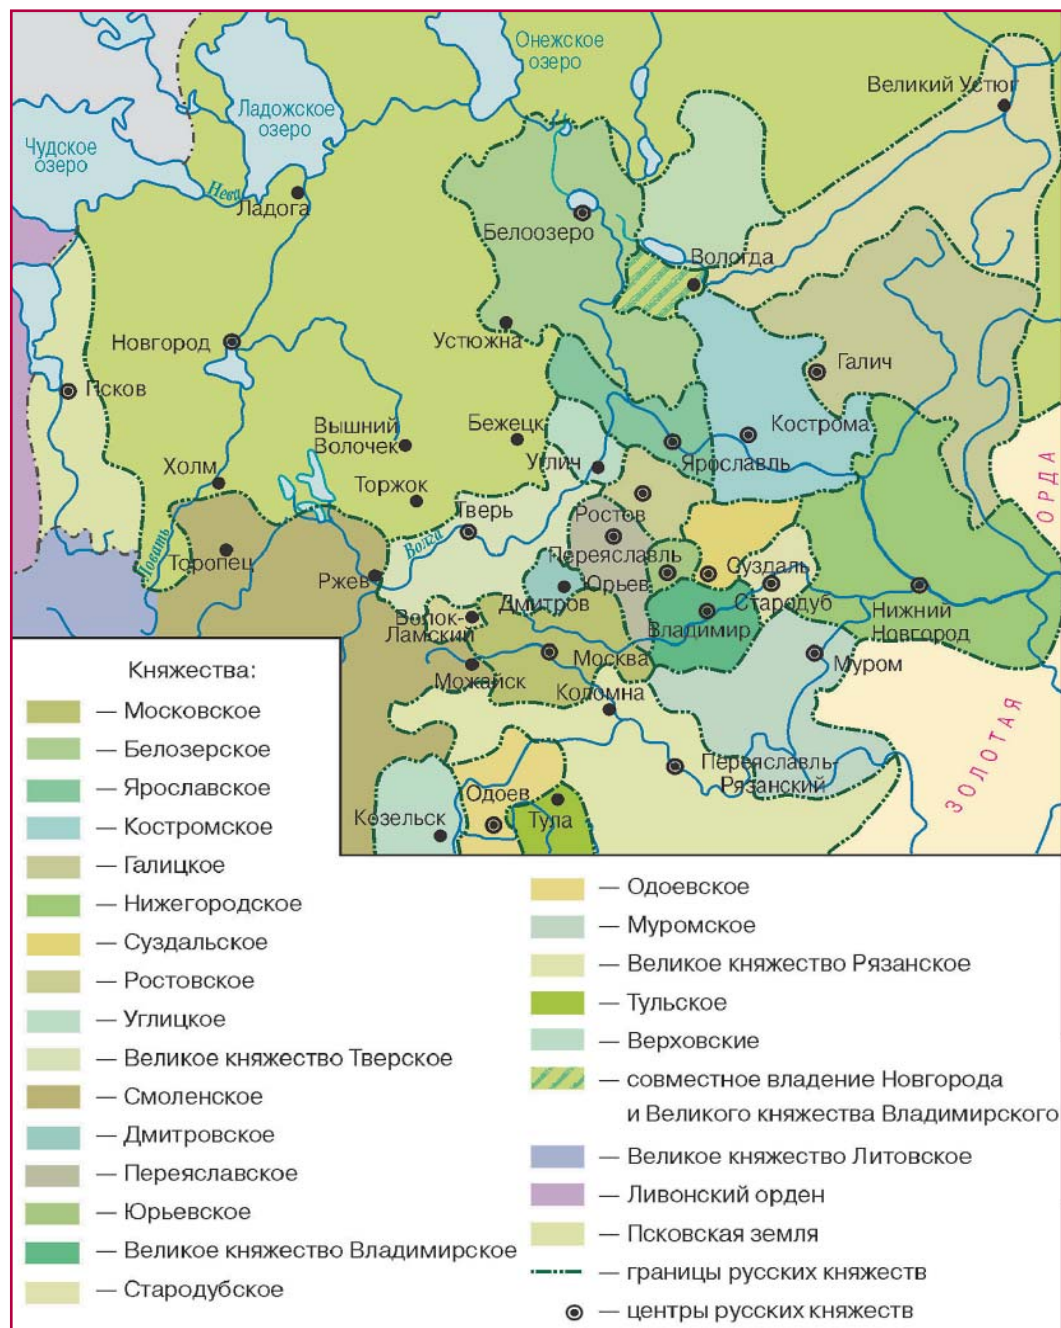 Онежское
озеро
Великий Устюг
Ладожское
озеро
Чудское
озеро
Нева
Ладога
Белоозеро
Вологда
Новгород
Устюжна
Галич
Псков
Вышний
Волочек
Бежецк
Кострома
Холм
Углич
Ярославль
ОРДА
Торжок
Тверь
Ростов
Волга
Ловать
Торопец
Переяславль
Суздаль
Ржев
Юрьев
Дмитров
Стародуб
Нижний
Новгород
Волок-
Ламский
Владимир
Москва
Муром
Можайск
Коломна
ЗОЛОТАЯ
Переяславль-
Рязанский
Одоев
Козельск
Тула
Княжества:
— Московское
— Белозерское
— Ярославское
— Костромское
— Галицкое
— Нижегородское
— Суздальское
— Ростовское
— Углицкое
— Великое княжество Тверское
— Смоленское
— Дмитровское
— Переяславское
— Юрьевское
— Великое княжество Владимирское
— Стародубское
— Одоевское
— Муромское
— Великое княжество Рязанское
— Тульское
— Верховские
— совместное владение Новгорода
и Великого княжества Владимирского
— Великое княжество Литовское
— Ливонский орден
— Псковская земля
— границы русских княжеств
— центры русских княжеств